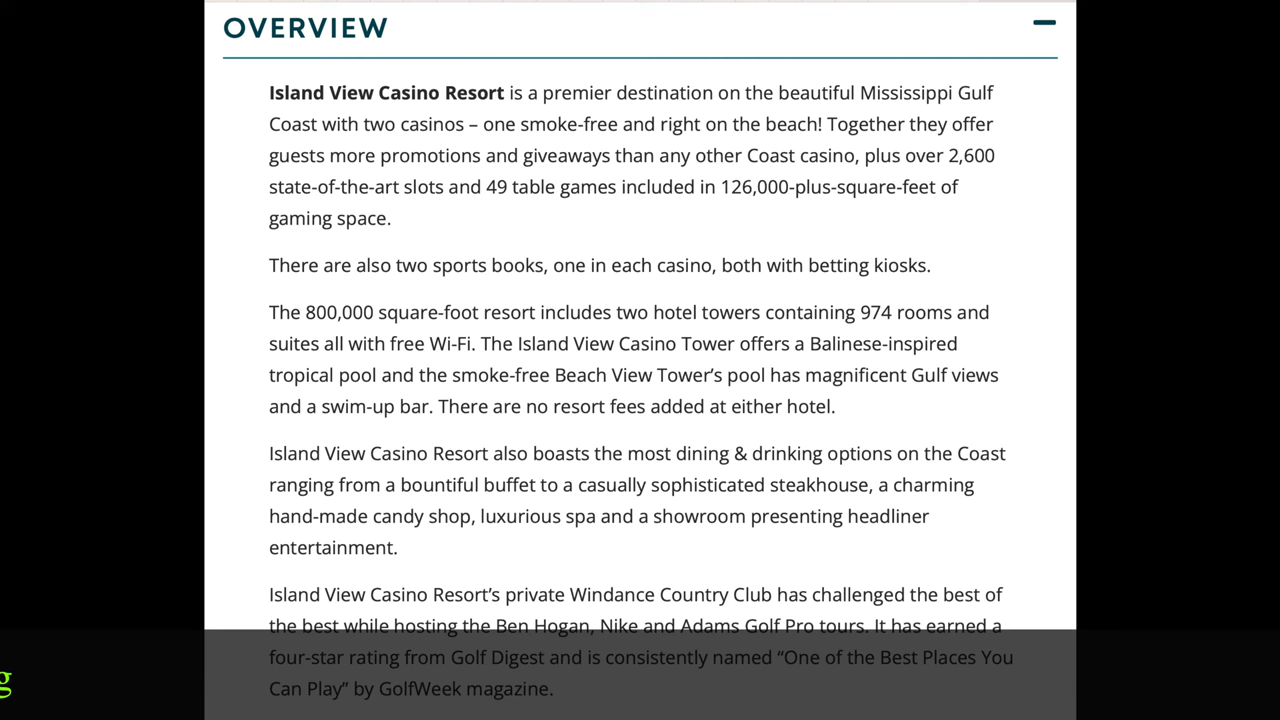 OVERVIEW
Island View Casino Resort is a premier destination on the beautiful Mississippi Gulf
Coast with two casinos – one smoke-free and right on the beach! Together they offer
guests more promotions and giveaways than any other Coast casino, plus over 2,600
state-of-the-art slots and 49 table games included in 126,000-plus-square-feet of
gaming space.
There are also two sports books, one in each casino, both with betting kiosks.
The 800,000 square-foot resort includes two hotel towers containing 974 rooms and
suites all with free Wi-Fi. The Island View Casino Tower offers a Balinese-inspired
tropical pool and the smoke-free Beach View Tower’s pool has magnificent Gulf views
and a swim-up bar. There are no resort fees added at either hotel.
Island View Casino Resort also boasts the most dining & drinking options on the Coast
ranging from a bountiful buffet to a casually sophisticated steakhouse, a charming
hand-made candy shop, luxurious spa and a showroom presenting headliner
entertainment.
Island View Casino Resort’s private Windance Country Club has challenged the best of
the best while hosting the Ben Hogan, Nike and Adams Golf Pro tours. It has earned a
four-star rating from Golf Digest and is consistently named “One of the Best Places You
Can Play” by GolfWeek magazine.
g